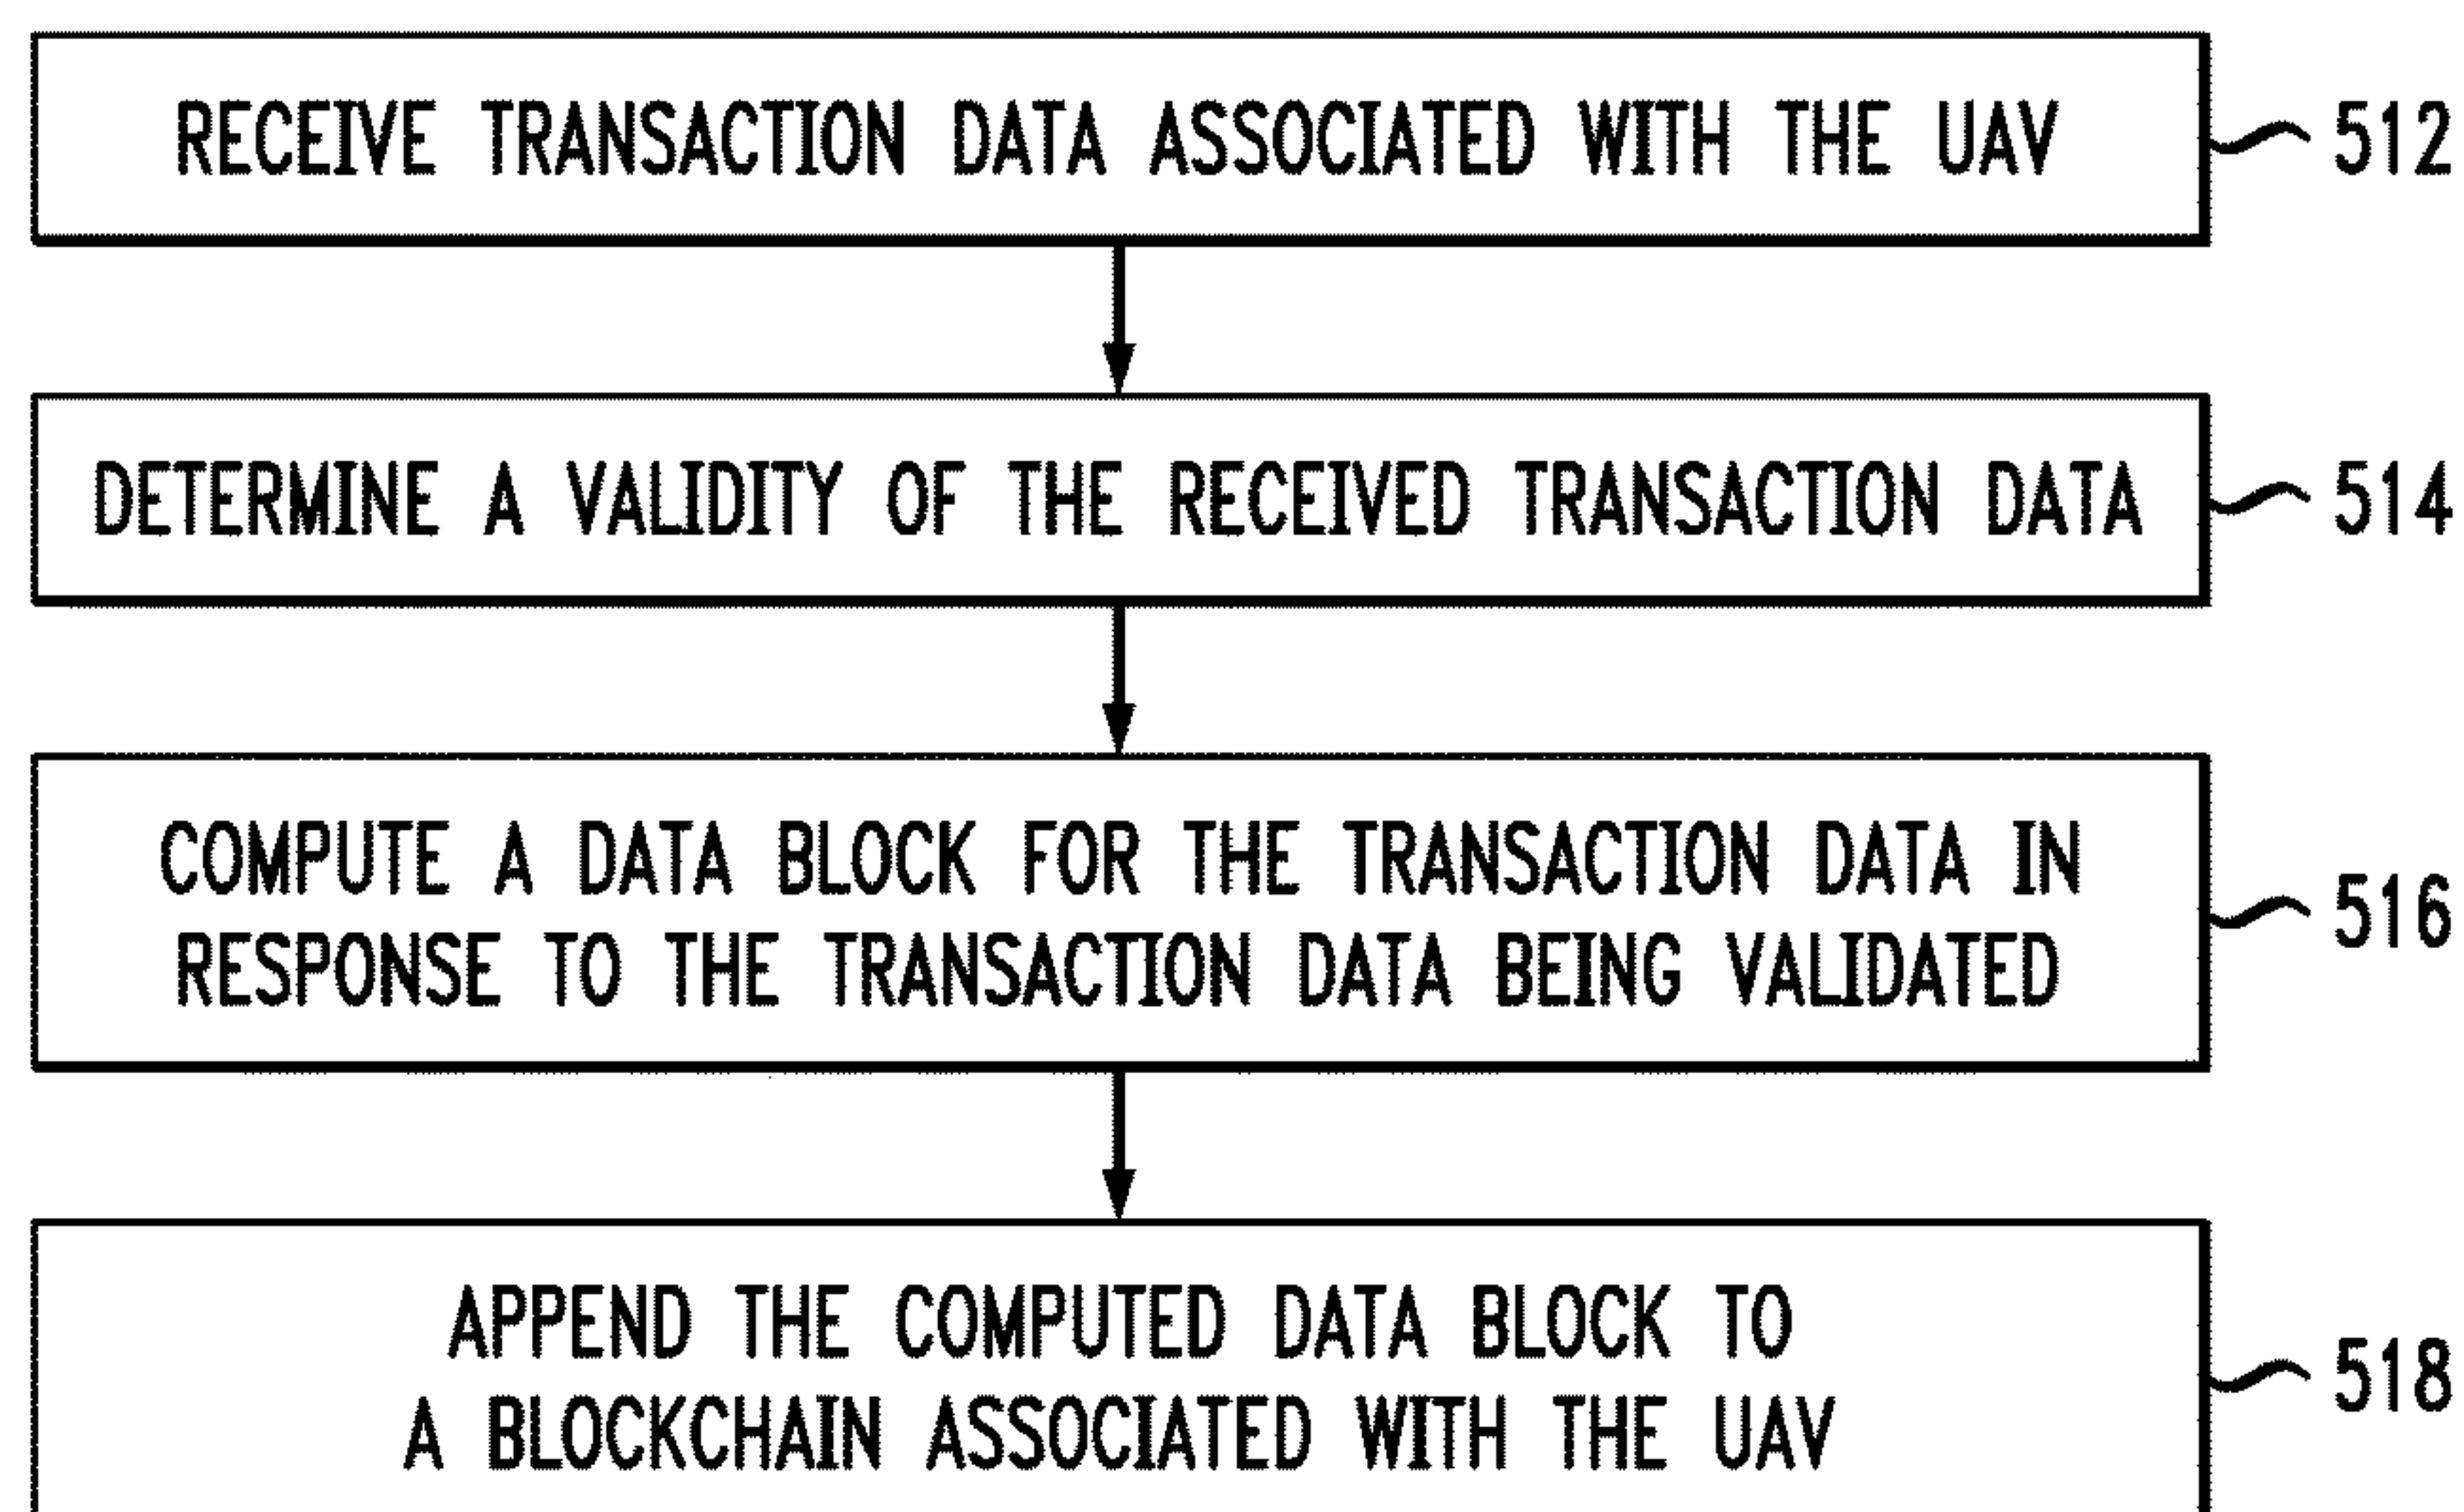 RECEIVE TRANSACTION DATA ASSOCIATED WITH THE UAV
512
DETERMINE A VALIDITY OF THE RECEIVED TRANSACTION DATA
514
COMPUTE A DATA BLOCK FOR THE TRANSACTION DATA IN
RESPONSE TO THE TRANSACTION DATA BEING VALIDATED
516
APPEND THE COMPUTED DATA BLOCK TO
A BLOCKCHAIN ASSOCIATED WITH THE UAV
518